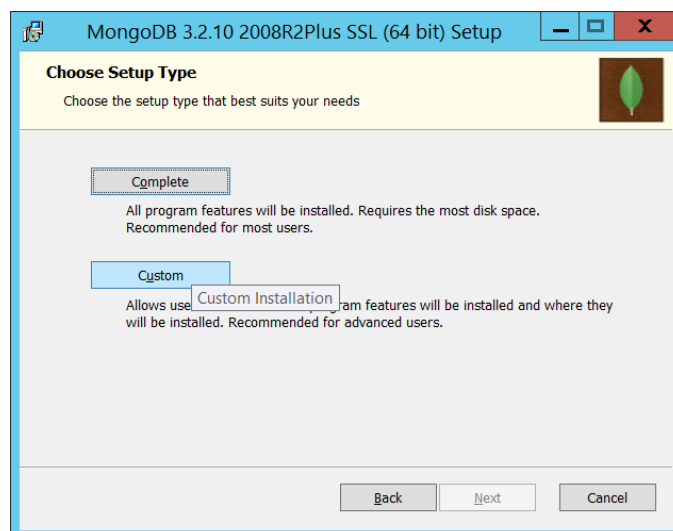 MongoDB 3.2.10 2008R2Plus SSL (64 bit) Setup
Choose Setup Type
Choose the setup type that best suits your needs
Complete
All program features will be installed. Requires the most disk space.
Recommended for most users.
Custom
Custom Installation
Allows use ram features will be installed and where they
will be installed. Recommended for advanced users.
Back Next Cancel